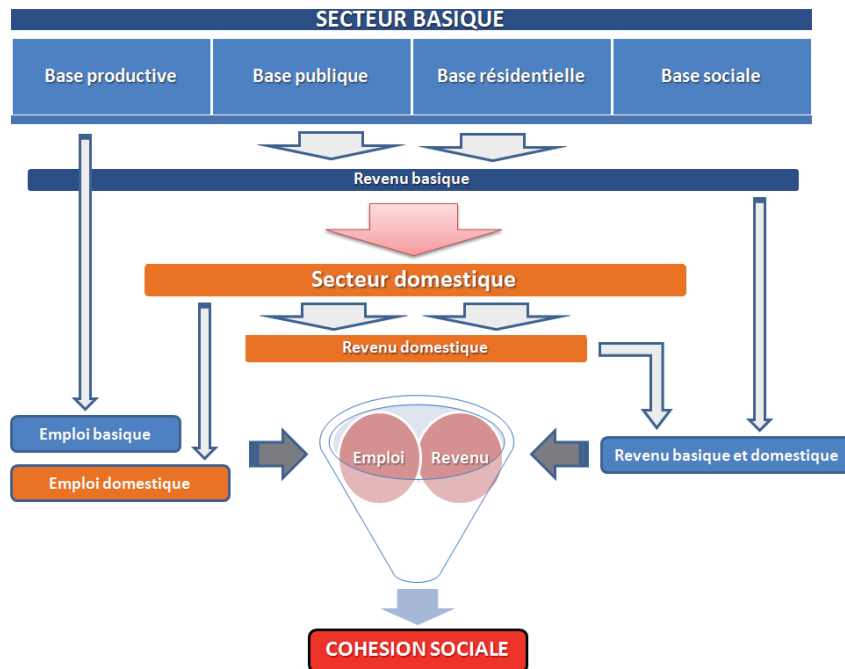 SECTEUR BASIQUE
Base productive
Base publique
Base résidentielle
Base sociale
Revenu basique
Secteur domestique
Revenu domestique
Emploi basique
Emploi domestique
Emploi
Revenu
Revenu basique et domestique
COHESION SOCIALE